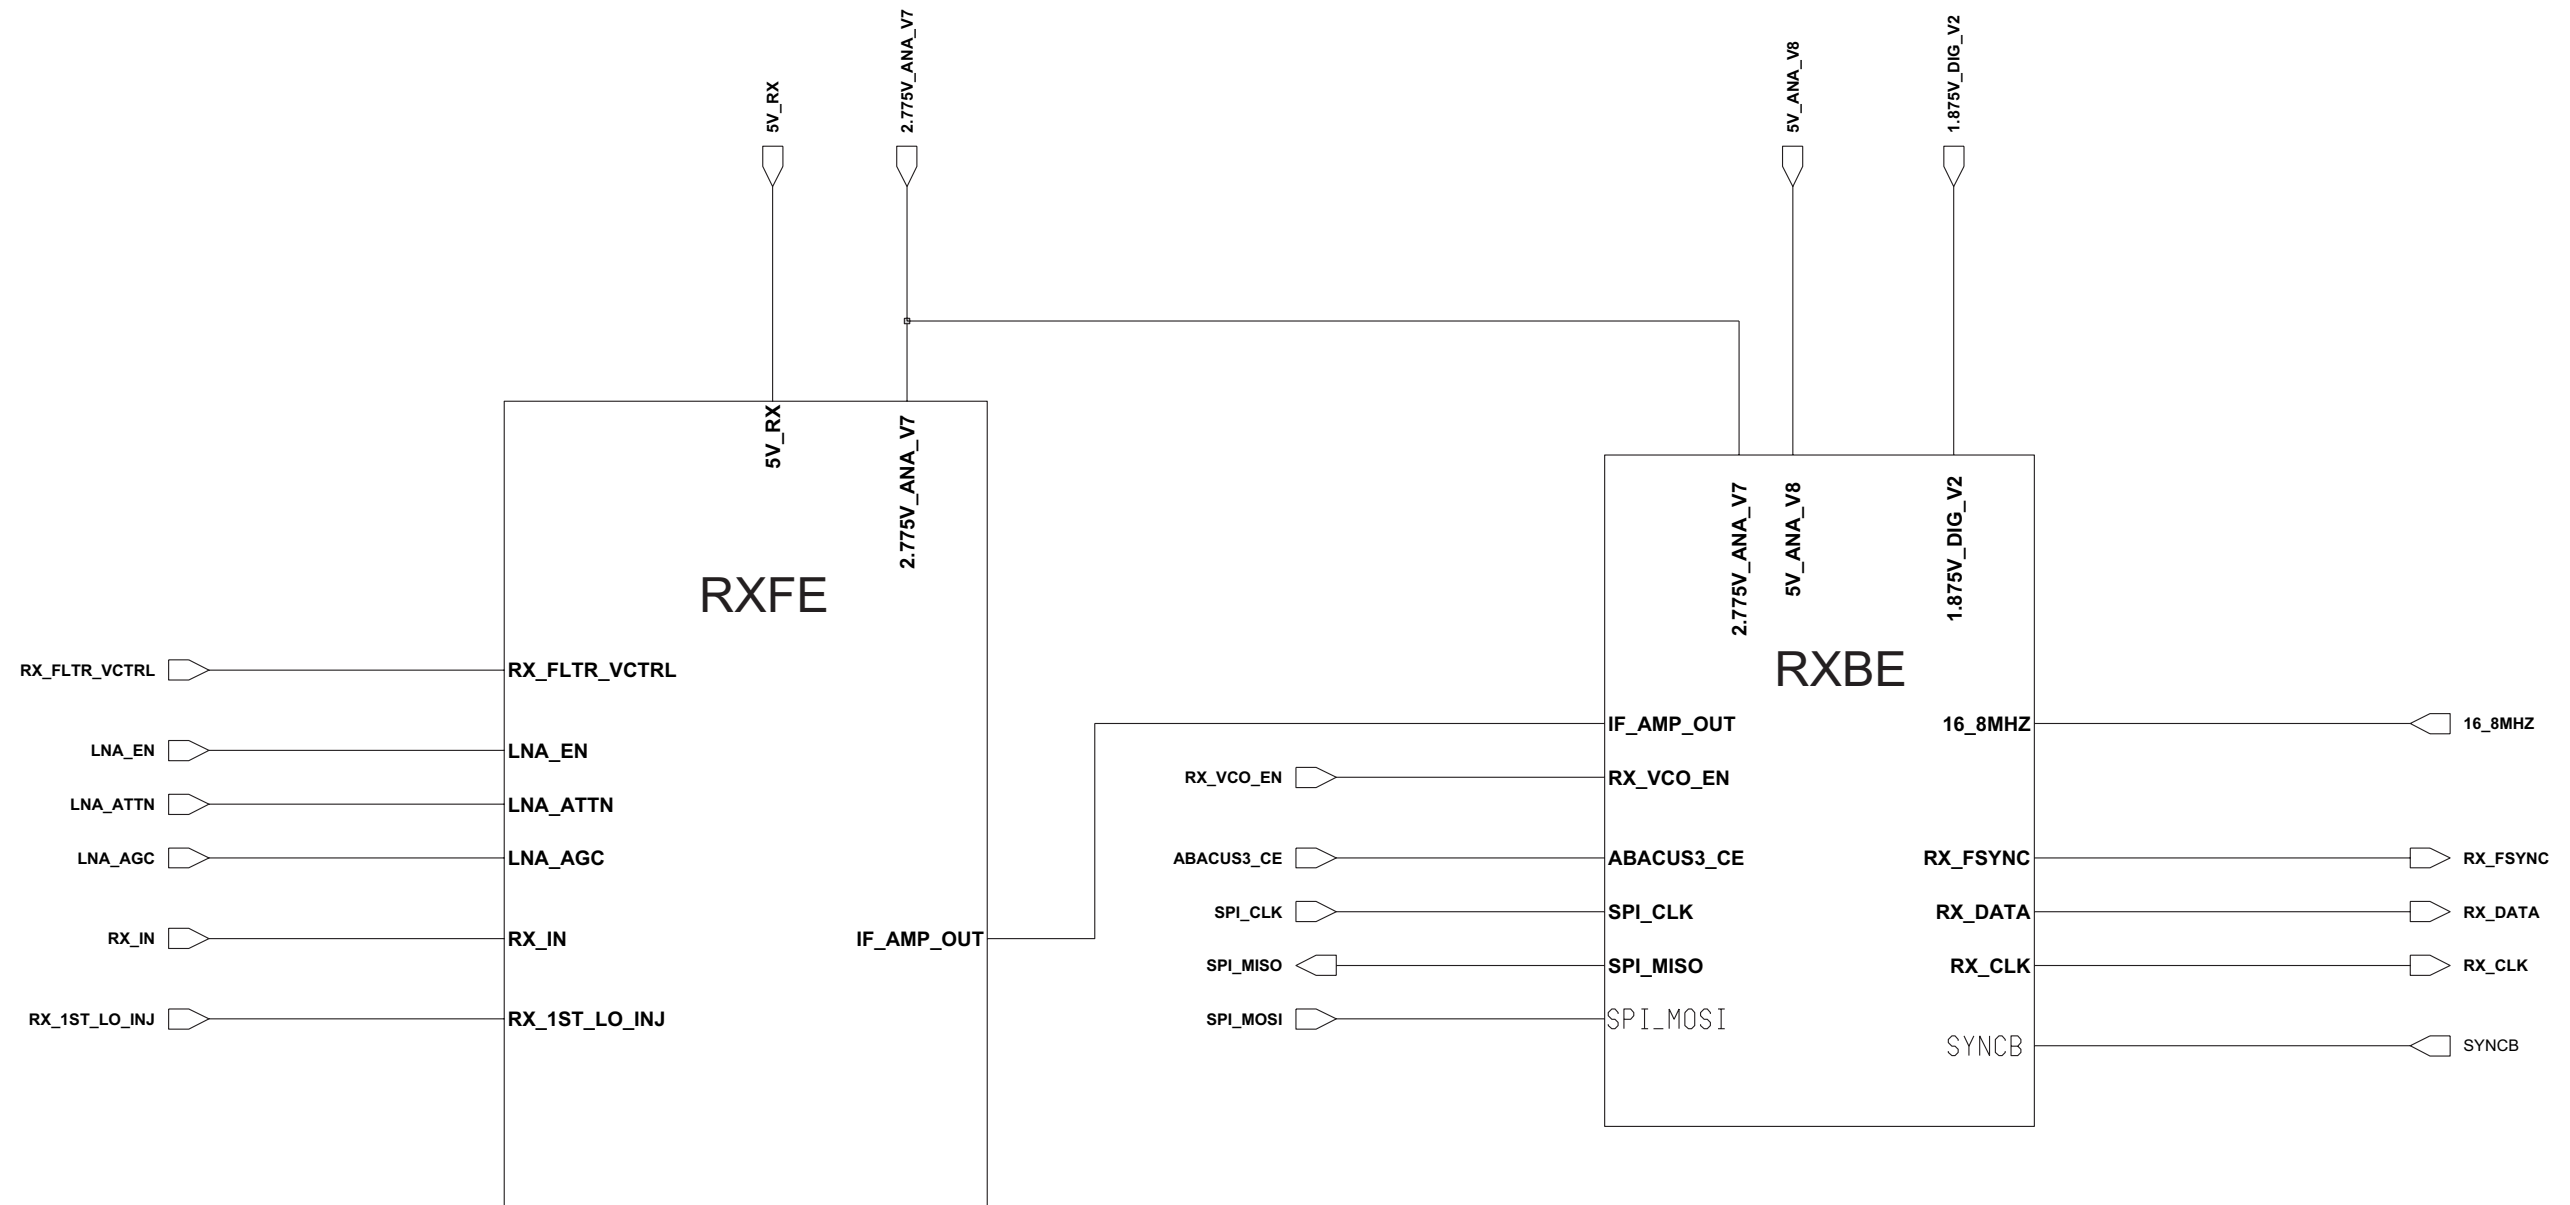 5V_RX
2.775V_ANA_V7
5V_ANA_V8
1.875V_DIG_V2
5V_RX
2.775V_ANA_V7
RXFE
RX_FLTR_VCTRL
RX_FLTR_VCTRL
LNA_EN
LNA_EN
LNA_ATTN
LNA_ATTN
LNA_AGC
LNA_AGC
RX_IN
RX_IN
IF_AMP_OUT
RX_1ST_LO_INJ
RX_1ST_LO_INJ
2.775V_ANA_V7
5V_ANA_V8
1.875V_DIG_V2
RXBE
IF_AMP_OUT
16_8MHZ
16_8MHZ
RX_VCO_EN
RX_VCO_EN
ABACUS3_CE
ABACUS3_CE
RX_FSYNC
RX_FSYNC
SPI_CLK
SPI_CLK
RX_DATA
RX_DATA
SPI_MISO
SPI_MISO
RX_CLK
RX_CLK
SPI_MOSI
SPI_MOSI
SYNCB
SYNCB